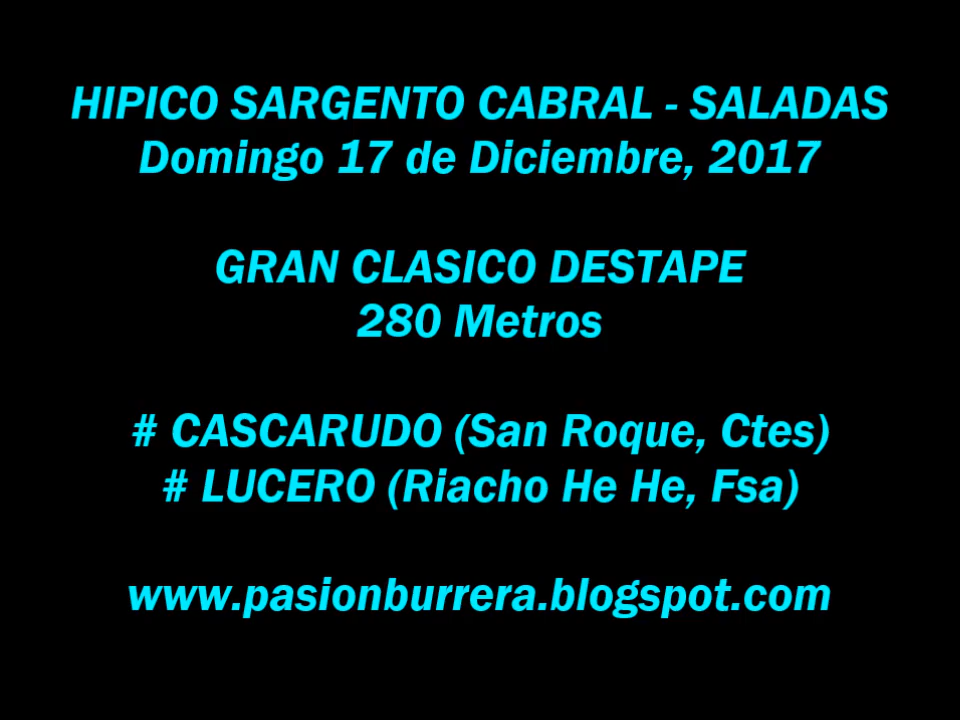 HIPICO SARGENTO CABRAL - SALADAS
Domingo 17 de Diciembre, 2017
GRAN CLASICO DESTAPE
280 Metros
# CASCARUDO (San Roque, Ctes)
# LUCERO (Riacho He He, Fsa)
www.pasionburrera.blogspot.com